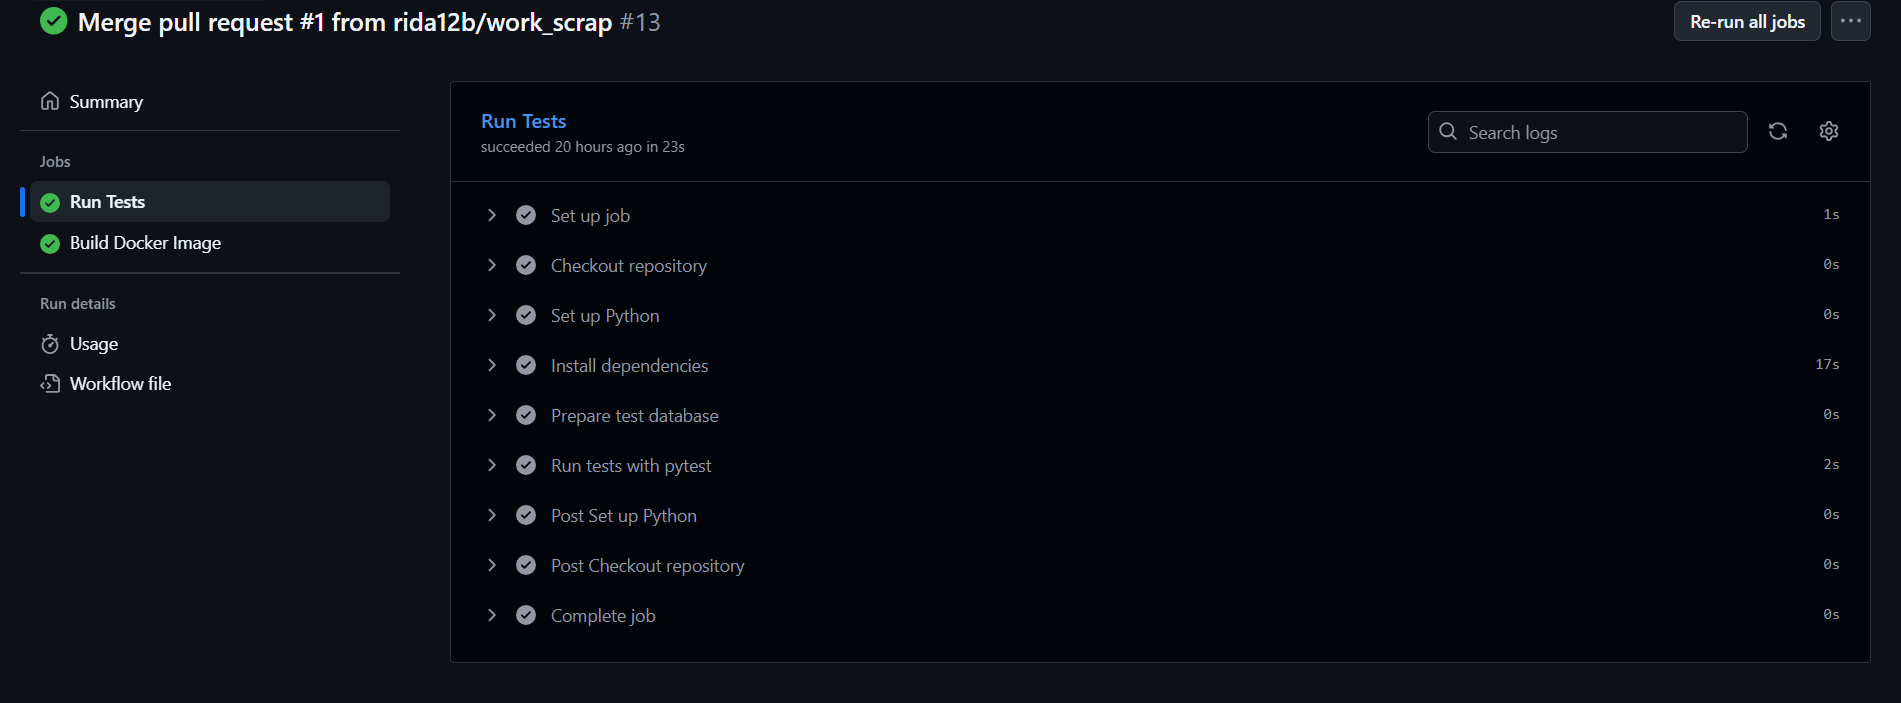 Merge pull request #1 from rida12b/work_scrap #13
Re-run all jobs
Summary
Jobs
Run Tests
Build Docker Image
Run details
Usage
Workflow file
Run Tests
succeeded 20 hours ago in 23s
Search logs
Set up job 1s
Checkout repository 0s
Set up Python 0s
Install dependencies 17s
Prepare test database 0s
Run tests with pytest 2s
Post Set up Python 0s
Post Checkout repository 0s
Complete job 0s